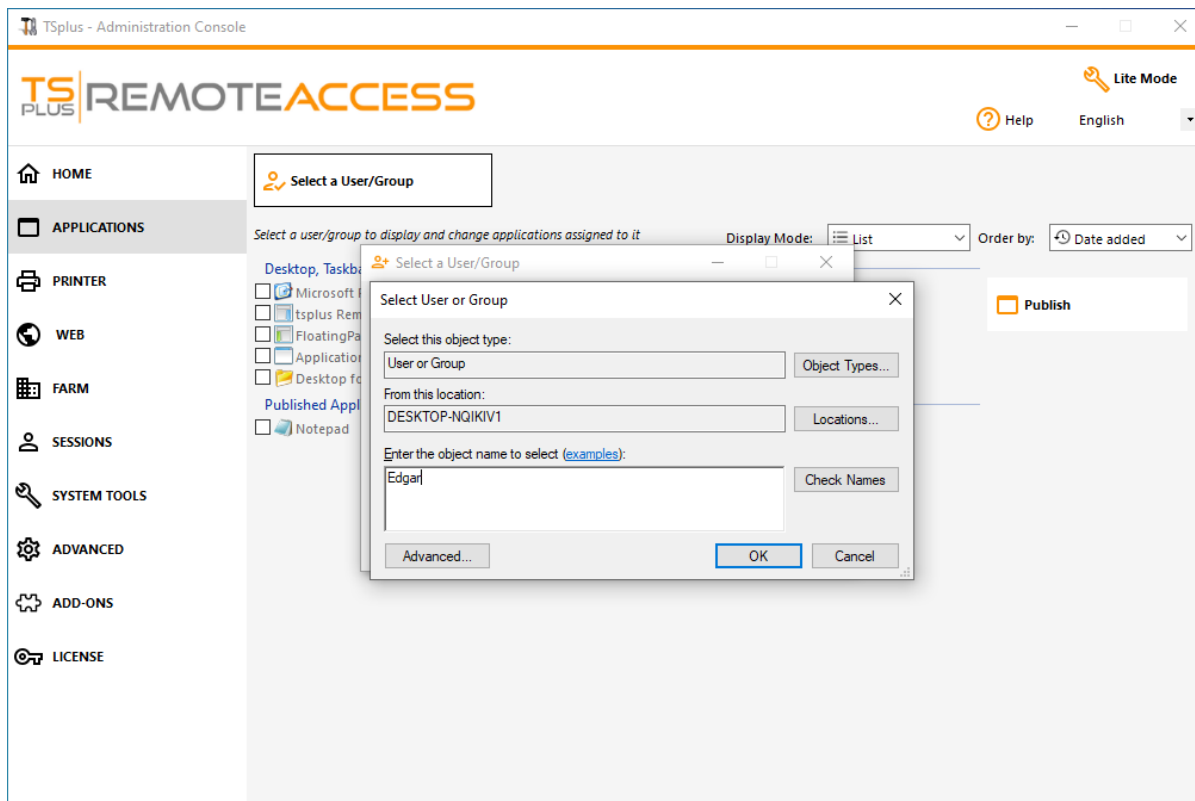 TSplus - Administration Console
TS PLUS REMOTEACCESS
Lite Mode
Help
English
HOME
APPLICATIONS
PRINTER
WEB
FARM
SESSIONS
SYSTEM TOOLS
ADVANCED
ADD-ONS
LICENSE
Select a User/Group
Select a user/group to display and change applications assigned to it
Display Mode:
List
Order by:
Date added
Desktop, Taskba
Microsoft
tsplus Rem
FloatingPa
Application
Desktop fo
Published Appl
Notepad
Publish
Select a User/Group
Select User or Group
Select this object type:
User or Group
Object Types...
From this location:
DESKTOP-NQIKIV1
Locations...
Enter the object name to select (examples):
Edgar
Check Names
Advanced...
OK
Cancel